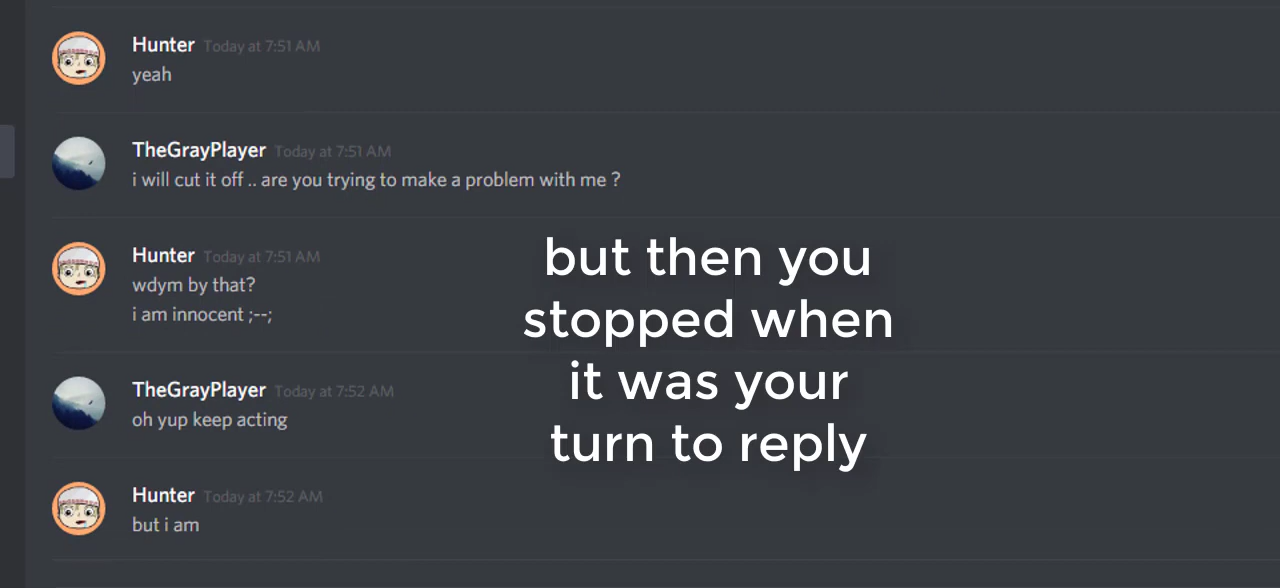 Hunter Today at 7:51 AM
yeah
TheGrayPlayer Today at 7:51 AM
i will cut it off .. are you trying to make a problem with me ?
Hunter Today at 7:51 AM
wdym by that?
i am innocent ;--;
TheGrayPlayer Today at 7:52 AM
oh yup keep acting
Hunter Today at 7:52 AM
but i am
but then you
stopped when
it was your
turn to reply